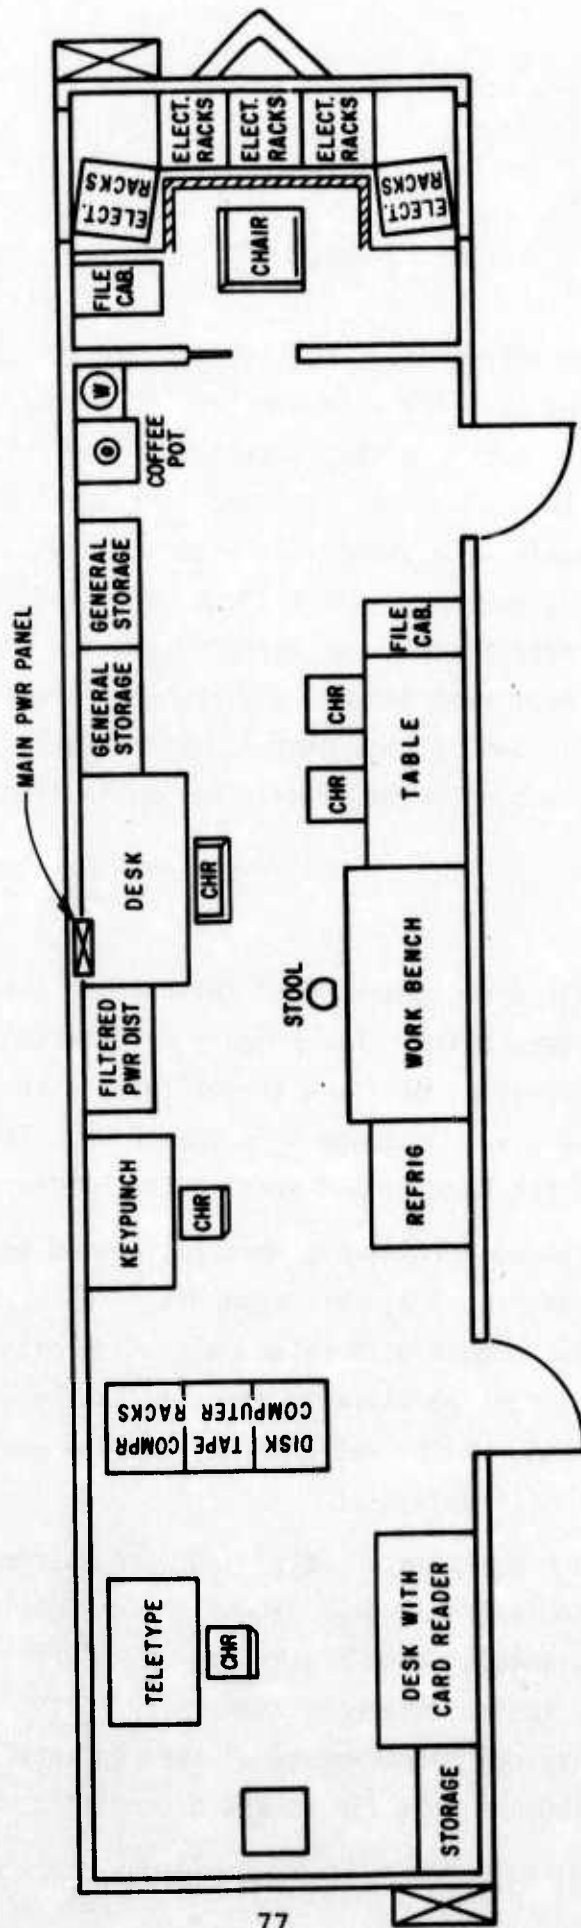 MAIN PWR PANEL
ELECT.
RACKS
ELECT.
RACKS
ELECT.
RACKS
ELECT.
RACKS
ELECT.
RACKS
FILE
CAB.
CHAIR
W
COFFEE
POT
GENERAL
STORAGE
GENERAL
STORAGE
DESK
CHR
FILTERED
PWR DIST
KEYPUNCH
CHR
CHR
CHR
FILE
CAB.
TABLE
STOOL
WORK BENCH
REFRIG
DISK TAPE COMPR
COMPUTER RACKS
TELETYPE
CHR
DESK WITH
CARD READER
STORAGE
77